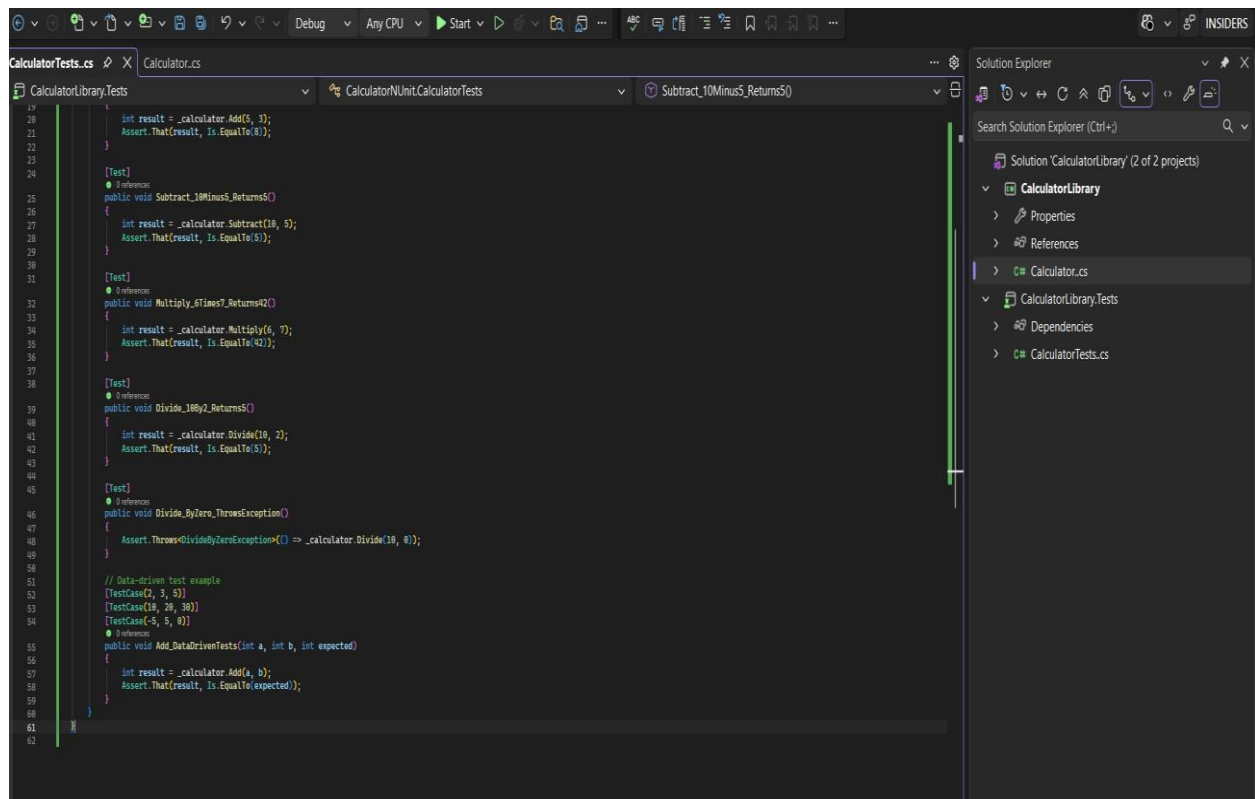 Debug
Any CPU
Start
INSIDERS
CalculatorTests..cs
Calculator..cs
CalculatorLibrary.Tests
CalculatorNUnit.CalculatorTests
Subtract_10Minus5_Returns5()
19 {
20 int result = _calculator.Add(5, 3);
21 Assert.That(result, Is.EqualTo(8));
22 }
23
24 [Test]
0 references
25 public void Subtract_10Minus5_Returns5()
26 {
27 int result = _calculator.Subtract(10, 5);
28 Assert.That(result, Is.EqualTo(5));
29 }
30
31 [Test]
0 references
32 public void Multiply_6Times7_Returns42()
33 {
34 int result = _calculator.Multiply(6, 7);
35 Assert.That(result, Is.EqualTo(42));
36 }
37
38 [Test]
0 references
39 public void Divide_10By2_Returns5()
40 {
41 int result = _calculator.Divide(10, 2);
42 Assert.That(result, Is.EqualTo(5));
43 }
44
45 [Test]
0 references
46 public void Divide_ByZero_ThrowsException()
47 {
48 Assert.Throws<DivideByZeroException>(() => _calculator.Divide(10, 0));
49 }
50
51 // Data-driven test example
52 [TestCase(2, 3, 5)]
53 [TestCase(10, 20, 30)]
54 [TestCase(-5, 5, 0)]
0 references
55 public void Add_DataDrivenTests(int a, int b, int expected)
56 {
57 int result = _calculator.Add(a, b);
58 Assert.That(result, Is.EqualTo(expected));
59 }
60 }
61 }
62
Solution Explorer
Search Solution Explorer (Ctrl+;)
Solution 'CalculatorLibrary' (2 of 2 projects)
CalculatorLibrary
Properties
References
C# Calculator..cs
CalculatorLibrary.Tests
Dependencies
C# CalculatorTests..cs